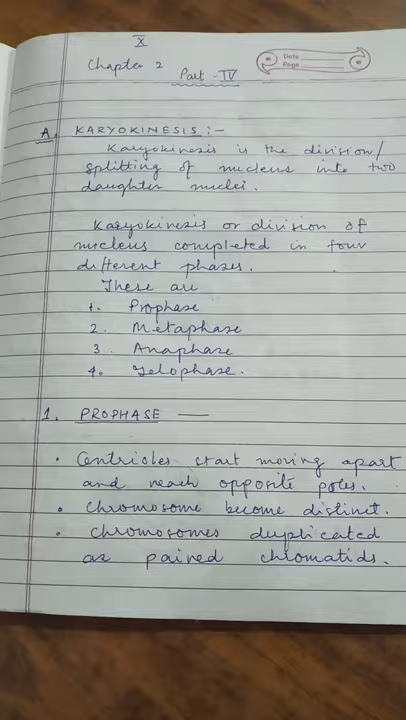 X
Chapter 2 Part - IV
Date
Page
A. KARYOKINESIS :-
Karyokinesis is the division/
splitting of nucleus into two
daughter nuclei.
Karyokinesis or division of
nucleus completed in four
different phases.
These are
1. Prophase
2. Metaphase
3. Anaphase
4. Telophase.
1. PROPHASE —
• Centrioles start moving apart
and reach opposite poles.
• Chromosome become distinct.
• Chromosomes duplicated
as paired chromatids.